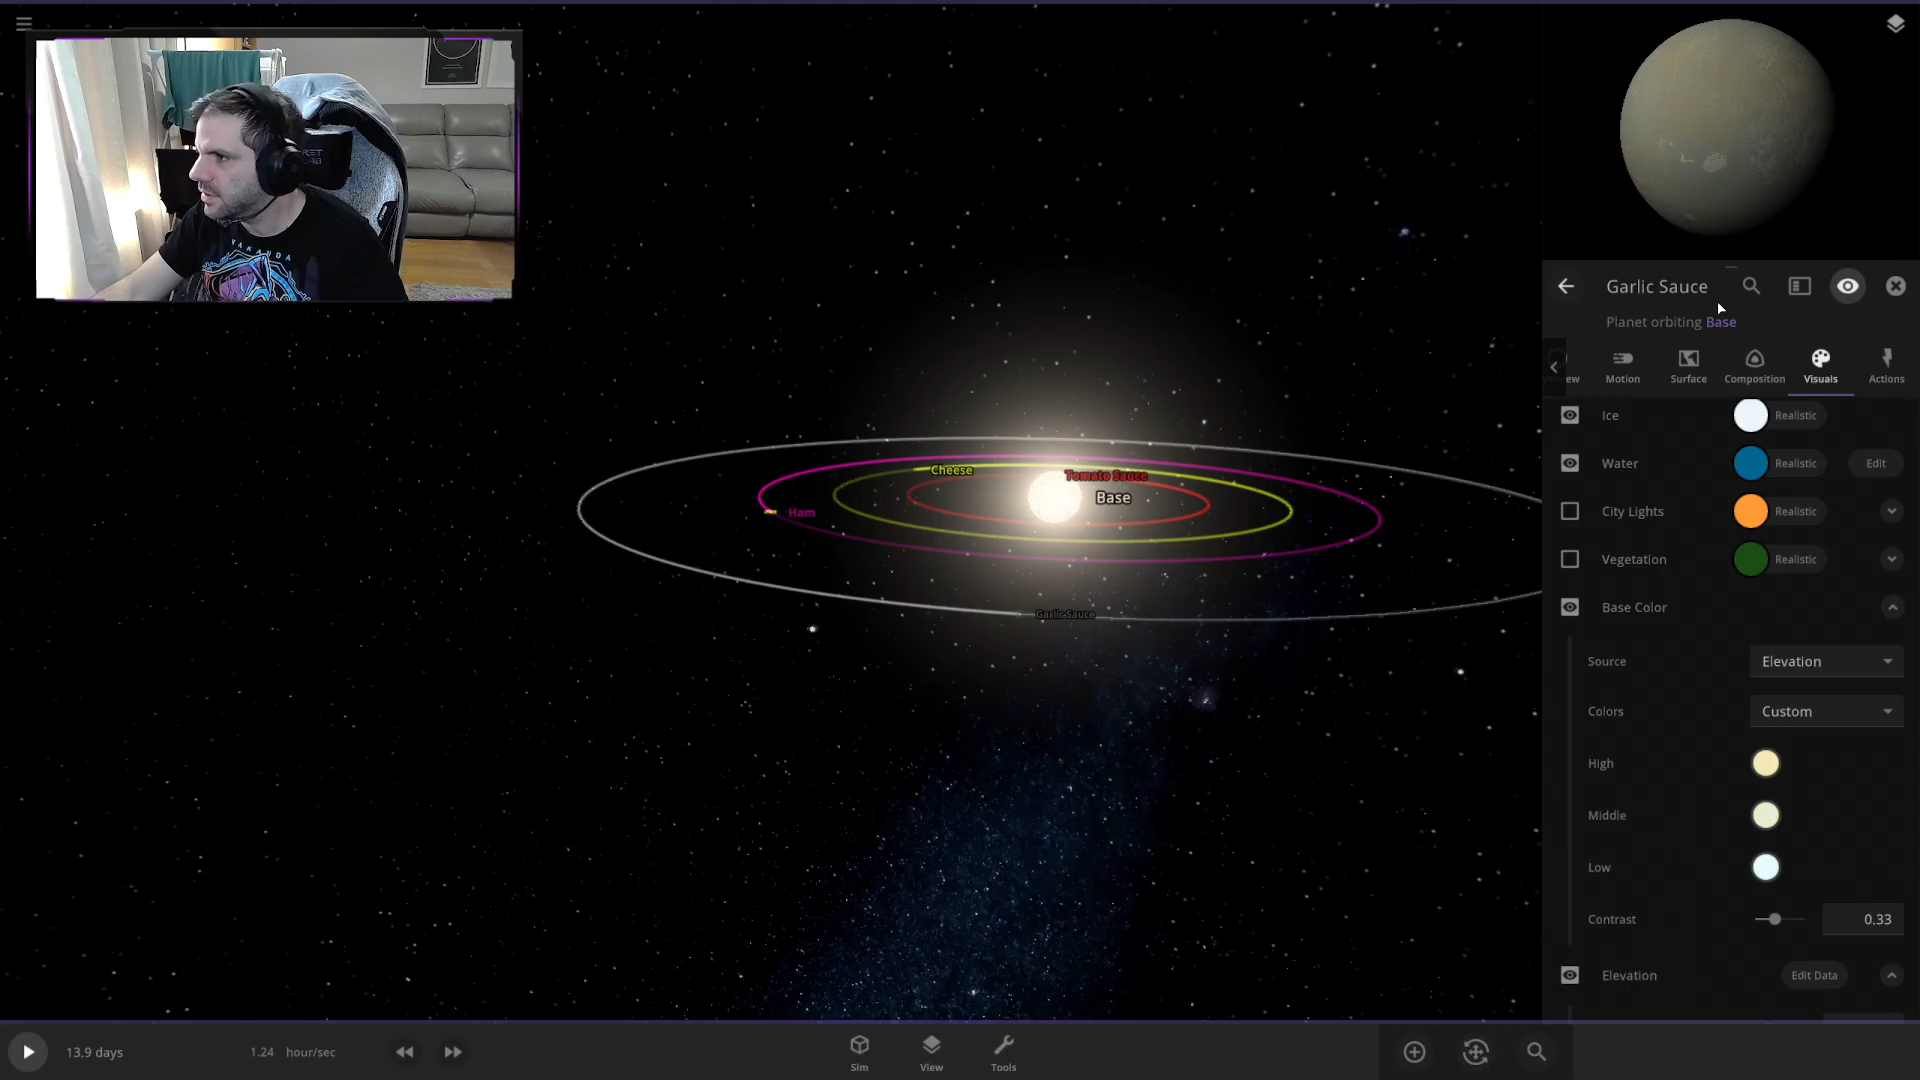 VAKANDA
Cheese
Tomato Sauce
Base
Ham
Garlic Sauce
Garlic Sauce
Planet orbiting Base
Motion
Surface
Composition
Visuals
Actions
Ice
Realistic
Water
Realistic
Edit
City Lights
Realistic
Vegetation
Realistic
Base Color
Source
Elevation
Colors
Custom
High
Middle
Low
Contrast
0.33
Elevation
Edit Data
13.9 days
1.24 hour/sec
Sim
View
Tools